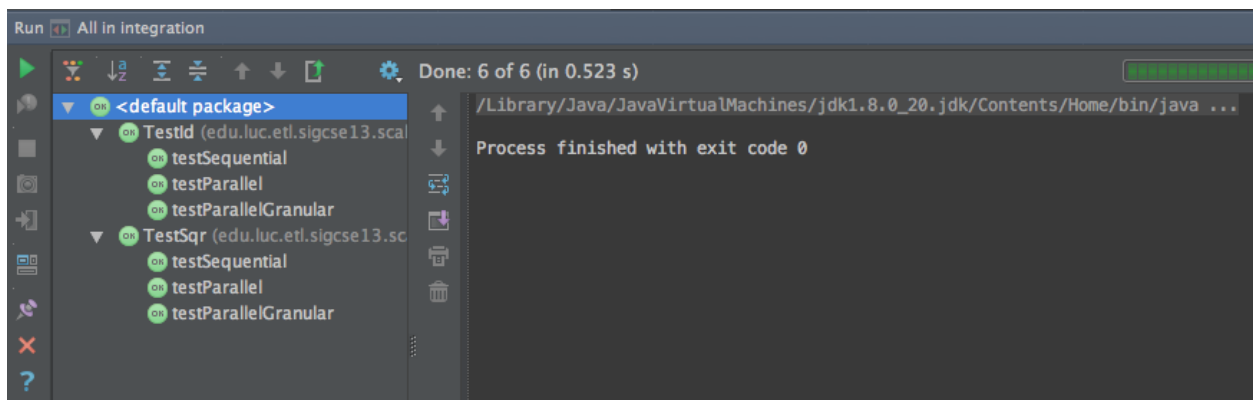 Run All in integration
Done: 6 of 6 (in 0.523 s)
<default package>
TestId (edu.luc.etl.sigcse13.scal
testSequential
testParallel
testParallelGranular
TestSqr (edu.luc.etl.sigcse13.sc
testSequential
testParallel
testParallelGranular
/Library/Java/JavaVirtualMachines/jdk1.8.0_20.jdk/Contents/Home/bin/java ...
Process finished with exit code 0